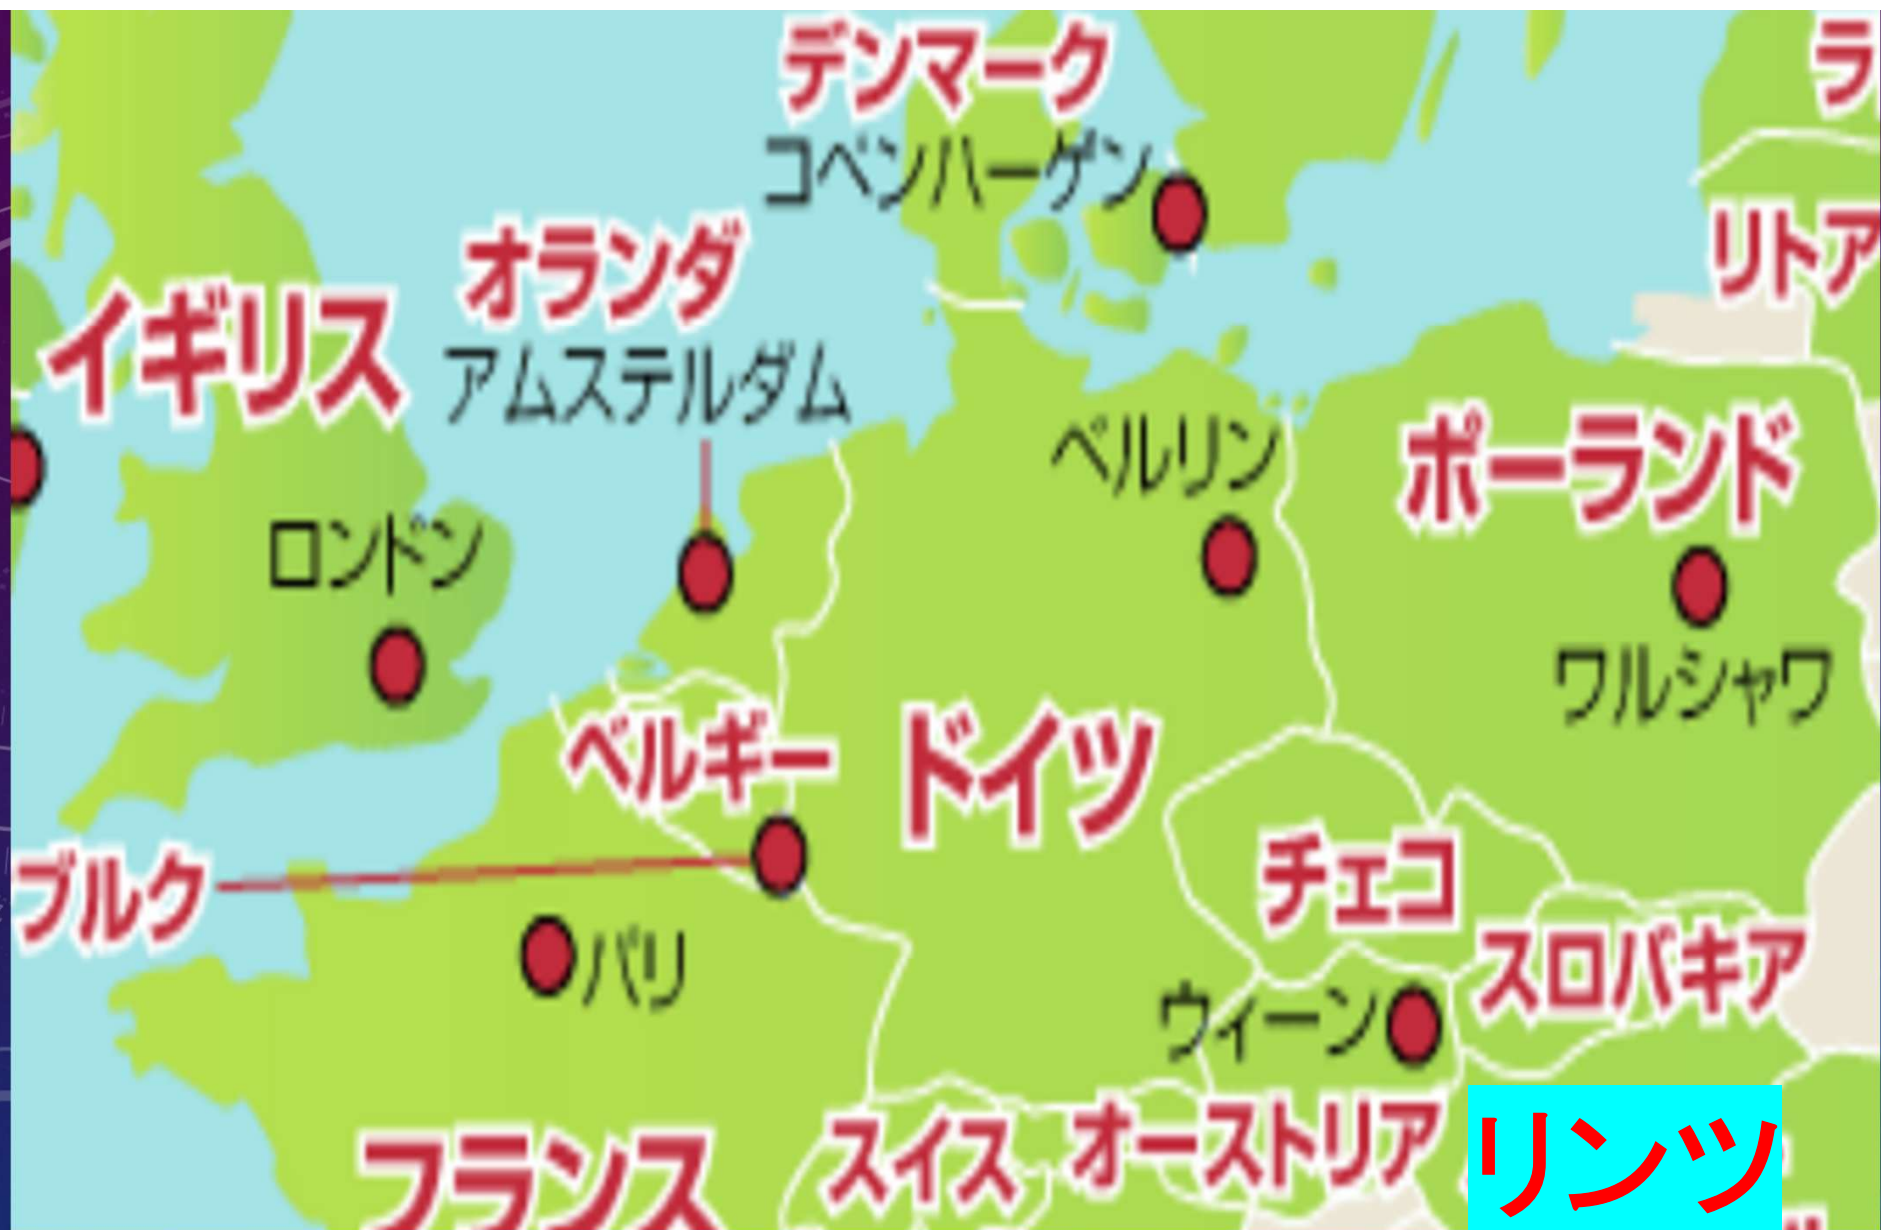 デンマーク
コペンハーゲン
ラ
リトア
オランダ
アムステルダム
イギリス
ベルリン
ポーランド
ロンドン
ワルシャワ
ベルギー
ドイツ
チェコ
ブルク
スロバキア
パリ
ウィーン
スイス
オーストリア
リンツ
フランス